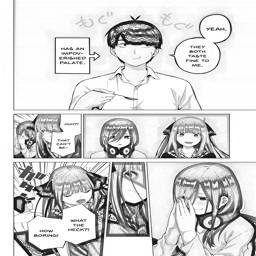 もぐ
もぐ
YEAH.
THEY
BOTH
TASTE
FINE TO
ME.
HAS AN
IMPOV-
ERISHED
PALATE.
HUH?!
THAT
CAN'T
BE-
WHAT
THE
HECK?!
HOW
BORING!